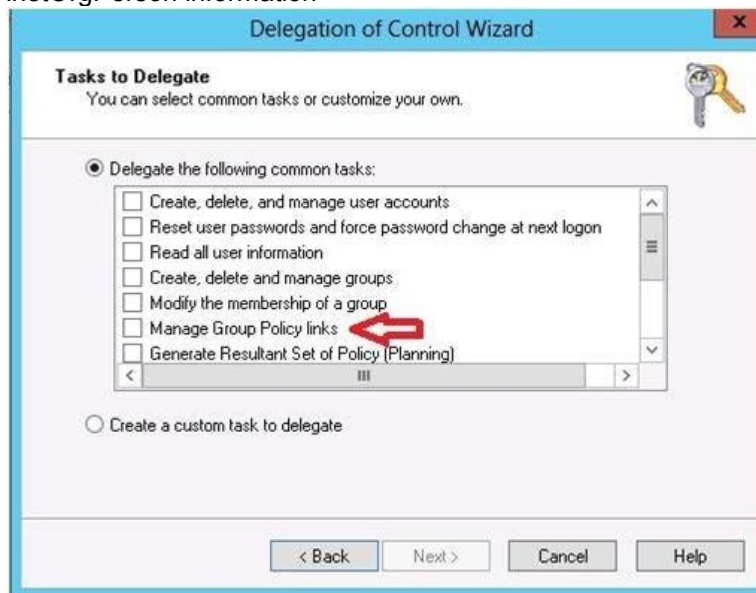 Delegation of Control Wizard
x
Tasks to Delegate
You can select common tasks or customize your own.
Delegate the following common tasks:
Create, delete, and manage user accounts
Reset user passwords and force password change at next logon
Read all user information
Create, delete and manage groups
Modify the membership of a group
Manage Group Policy links
Generate Resultant Set of Policy (Planning)
Create a custom task to delegate
< Back Next > Cancel Help